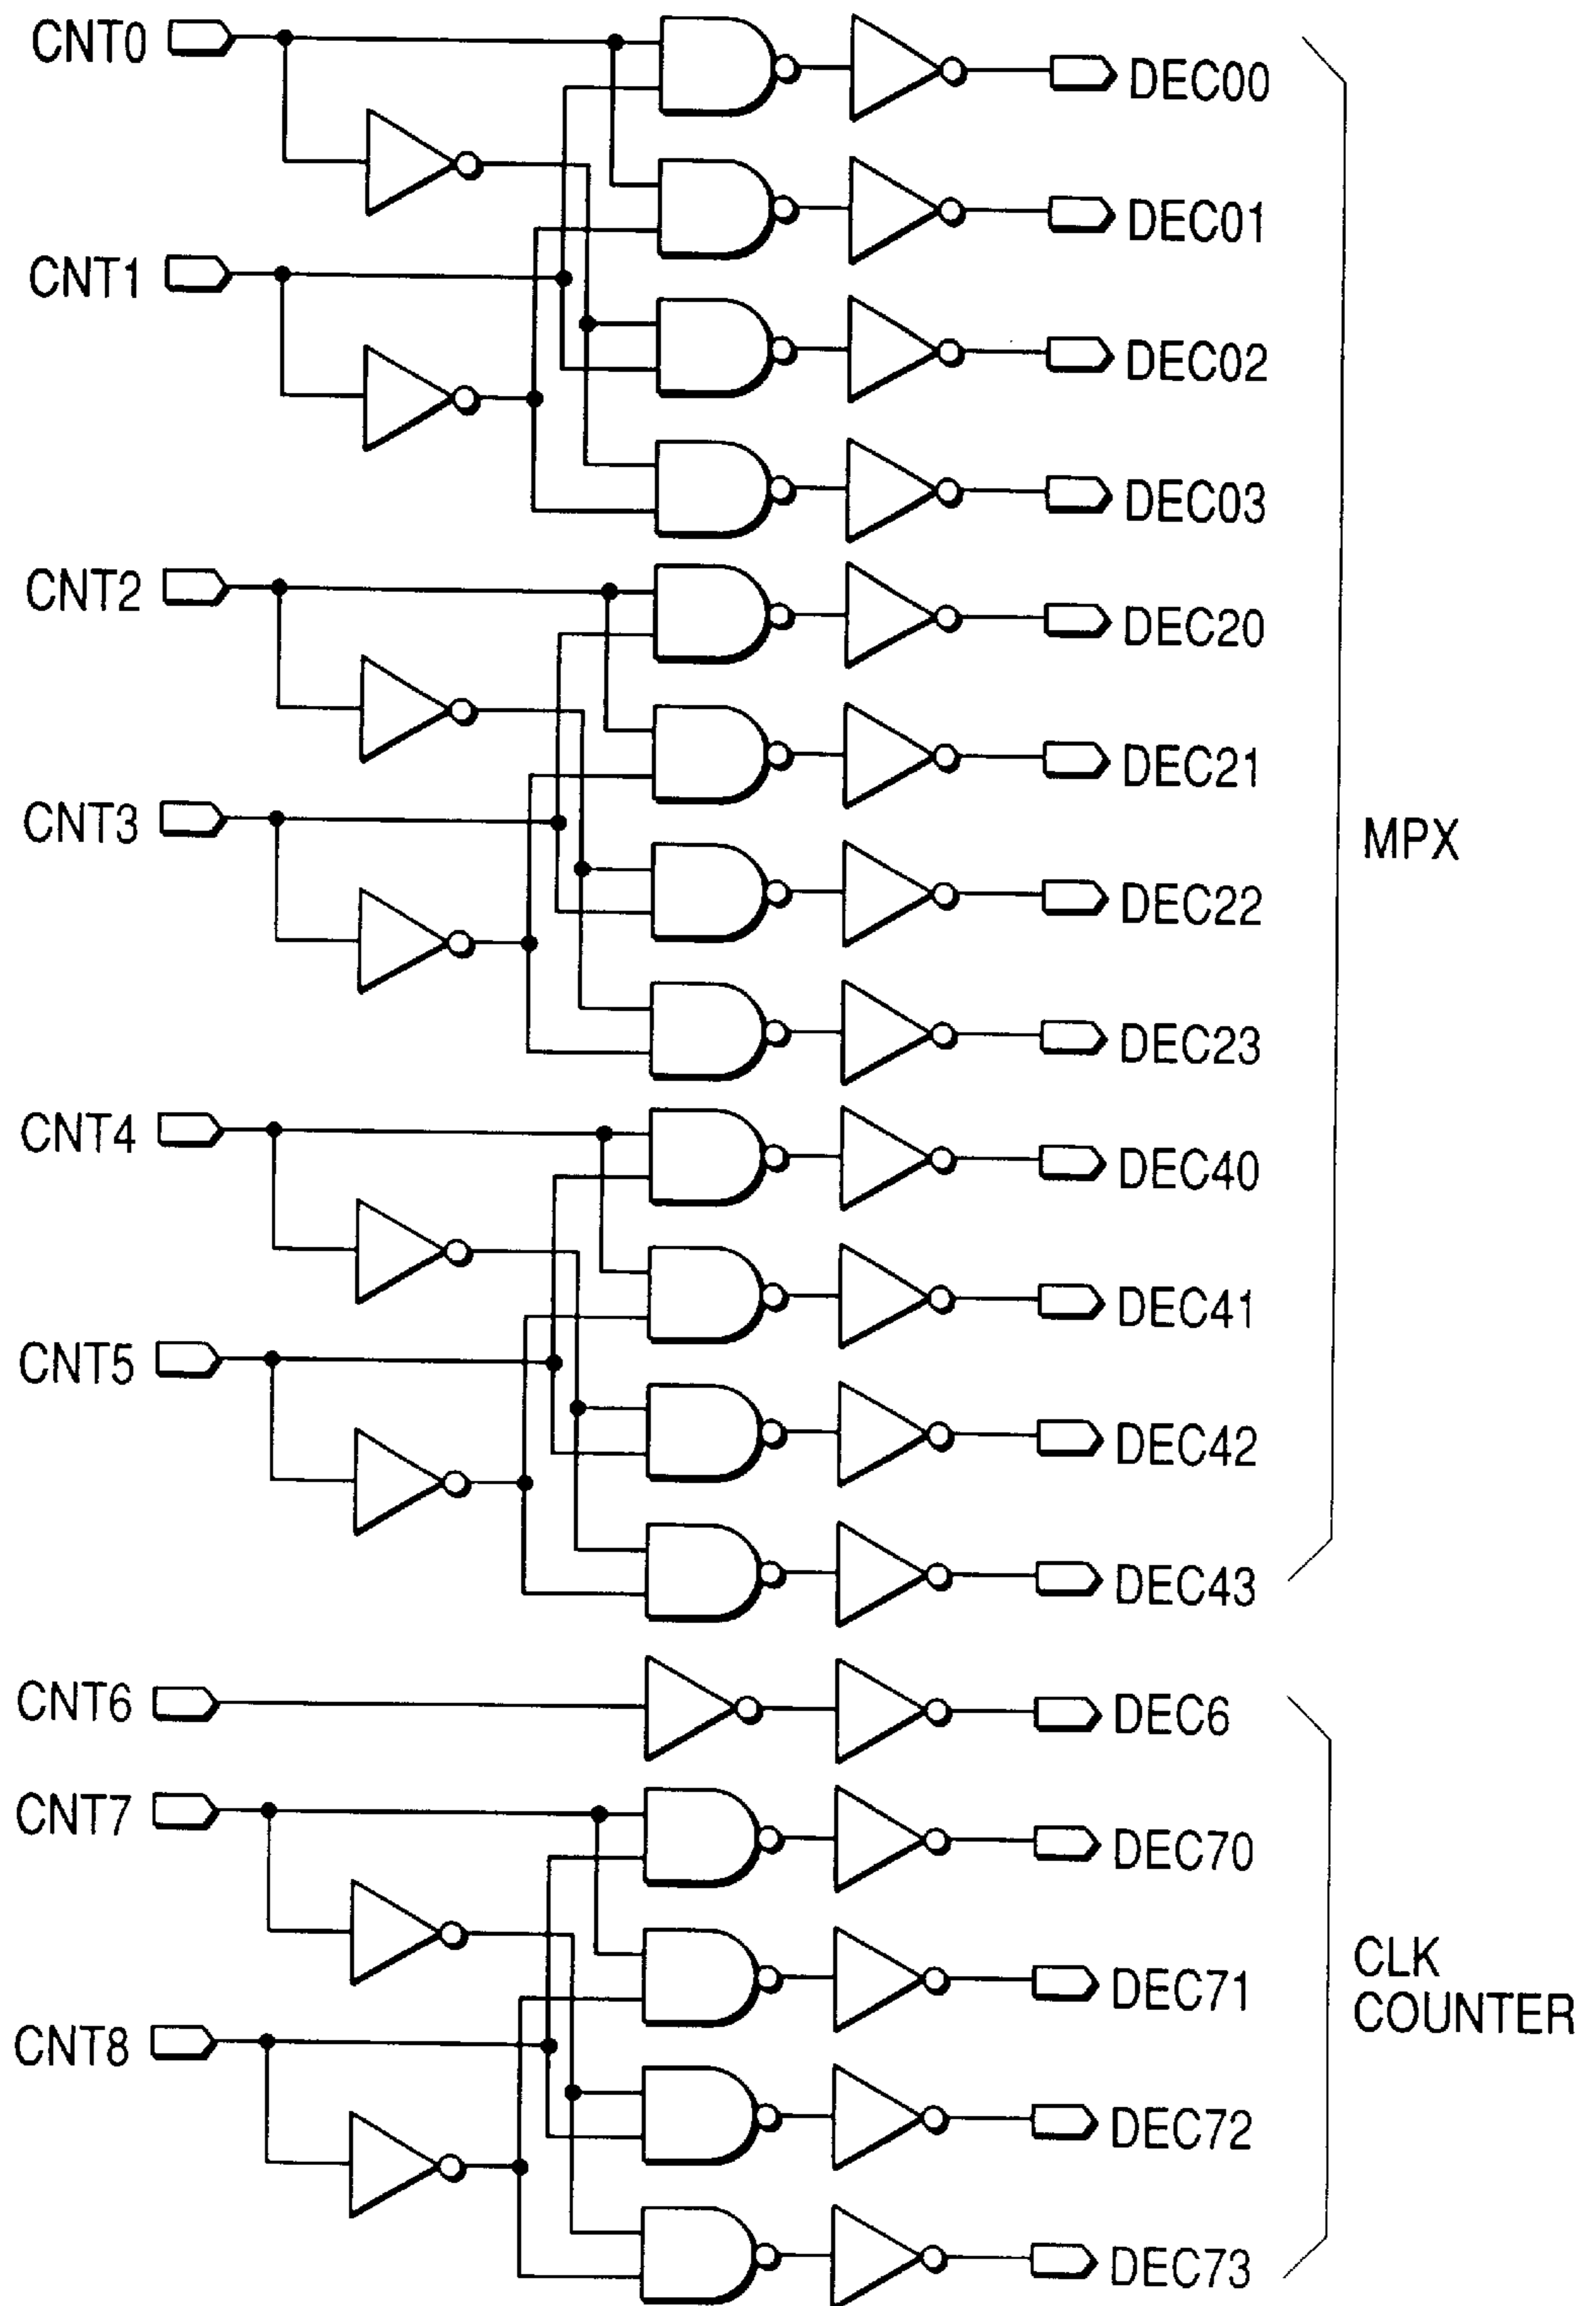 CNT0
DEC00
DEC01
CNT1
DEC02
DEC03
CNT2
DEC20
DEC21
CNT3
MPX
DEC22
DEC23
CNT4
DEC40
DEC41
CNT5
DEC42
DEC43
CNT6
DEC6
CNT7
DEC70
DEC71
CLK
COUNTER
CNT8
DEC72
DEC73